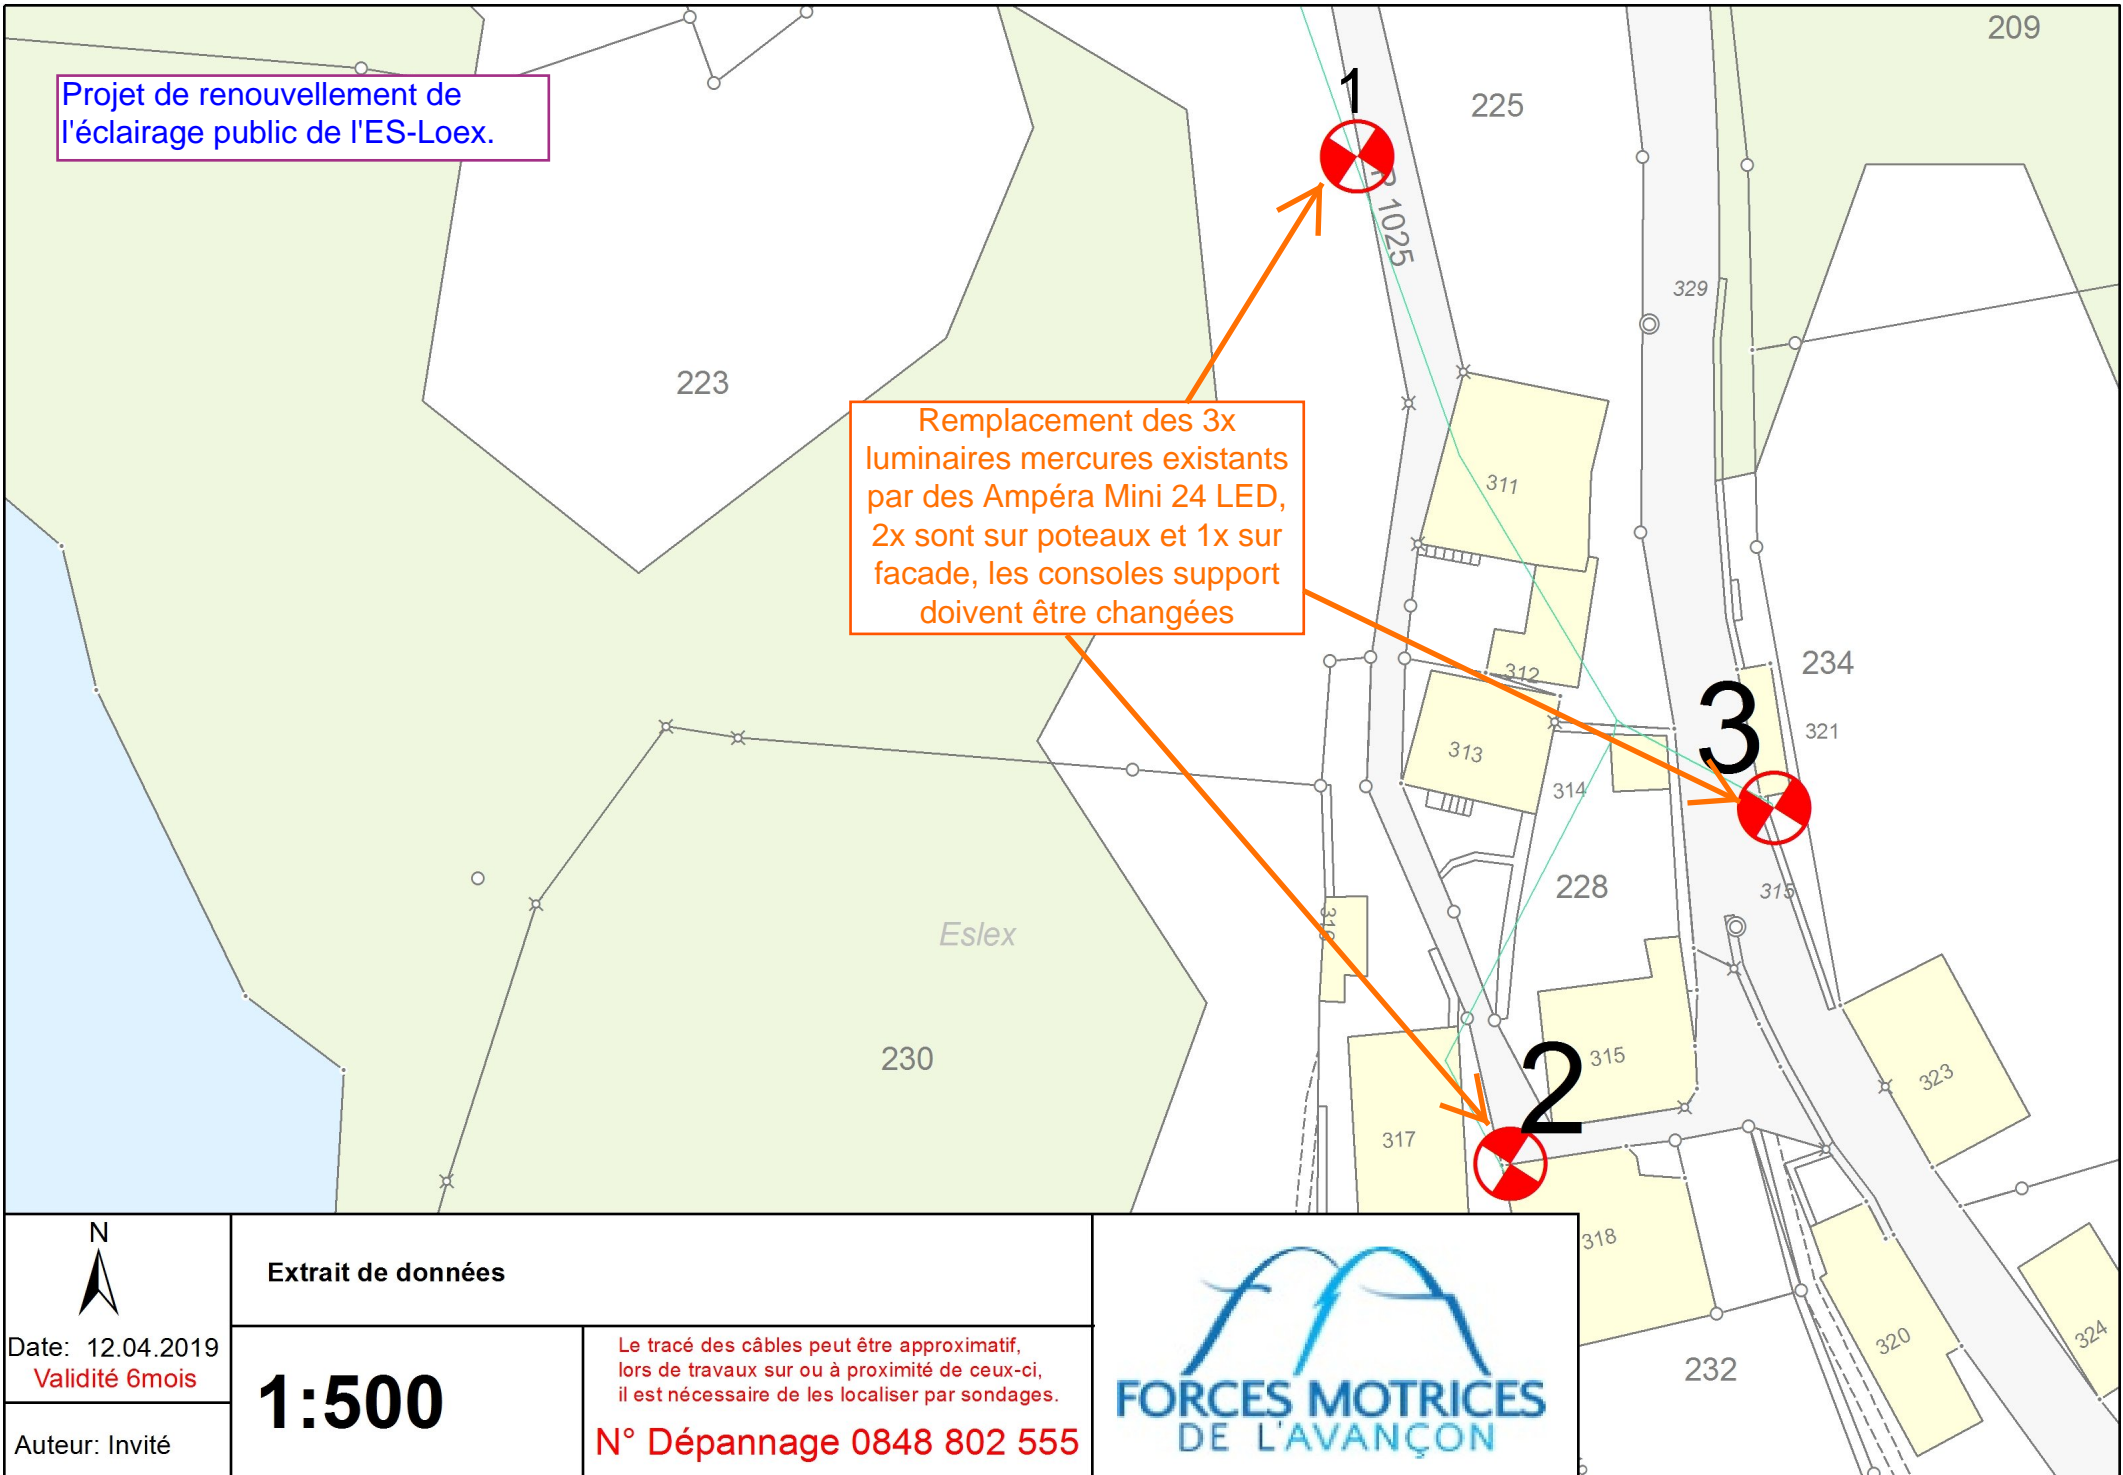 Projet de renouvellement de
l'éclairage public de l'ES-Loex.
209
1
225
P 1025
329
223
Remplacement des 3x
luminaires mercures existants
par des Ampéra Mini 24 LED,
2x sont sur poteaux et 1x sur
facade, les consoles support
doivent être changées
311
312
234
3
321
313
314
228
315
Eslex
230
2
315
323
317
318
320
324
232
N
Date: 12.04.2019
Validité 6mois
Auteur: Invité
Extrait de données
1:500
Le tracé des câbles peut être approximatif,
lors de travaux sur ou à proximité de ceux-ci,
il est nécessaire de les localiser par sondages.
N° Dépannage 0848 802 555
FORCES MOTRICES
DE L'AVANÇON